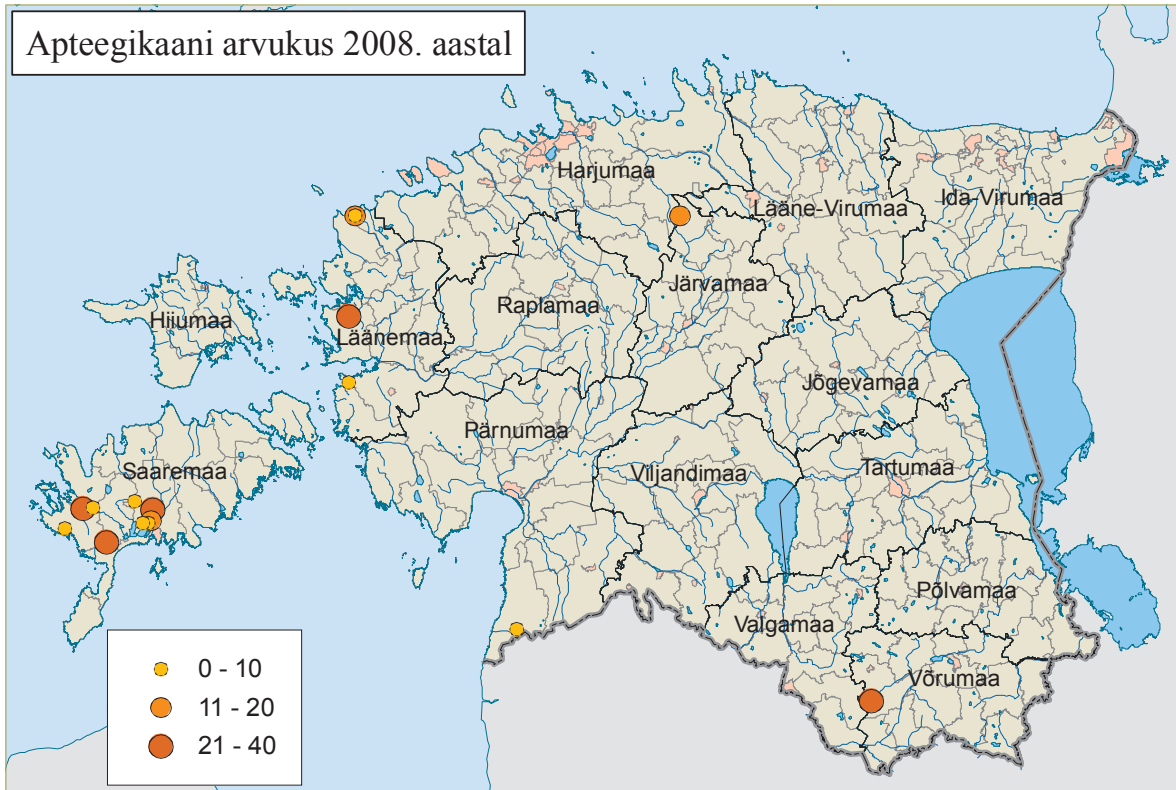 Apteegikaani arvukus 2008. aastal
Harjumaa
Lääne-Virumaa
Ida-Virumaa
Järvamaa
Raplamaa
Hiiumaa
Läänemaa
Jõgevamaa
Pärnumaa
Saaremaa
Viljandimaa
Tartumaa
Põlvamaa
Valgamaa
Võrumaa
0 - 10
11 - 20
21 - 40